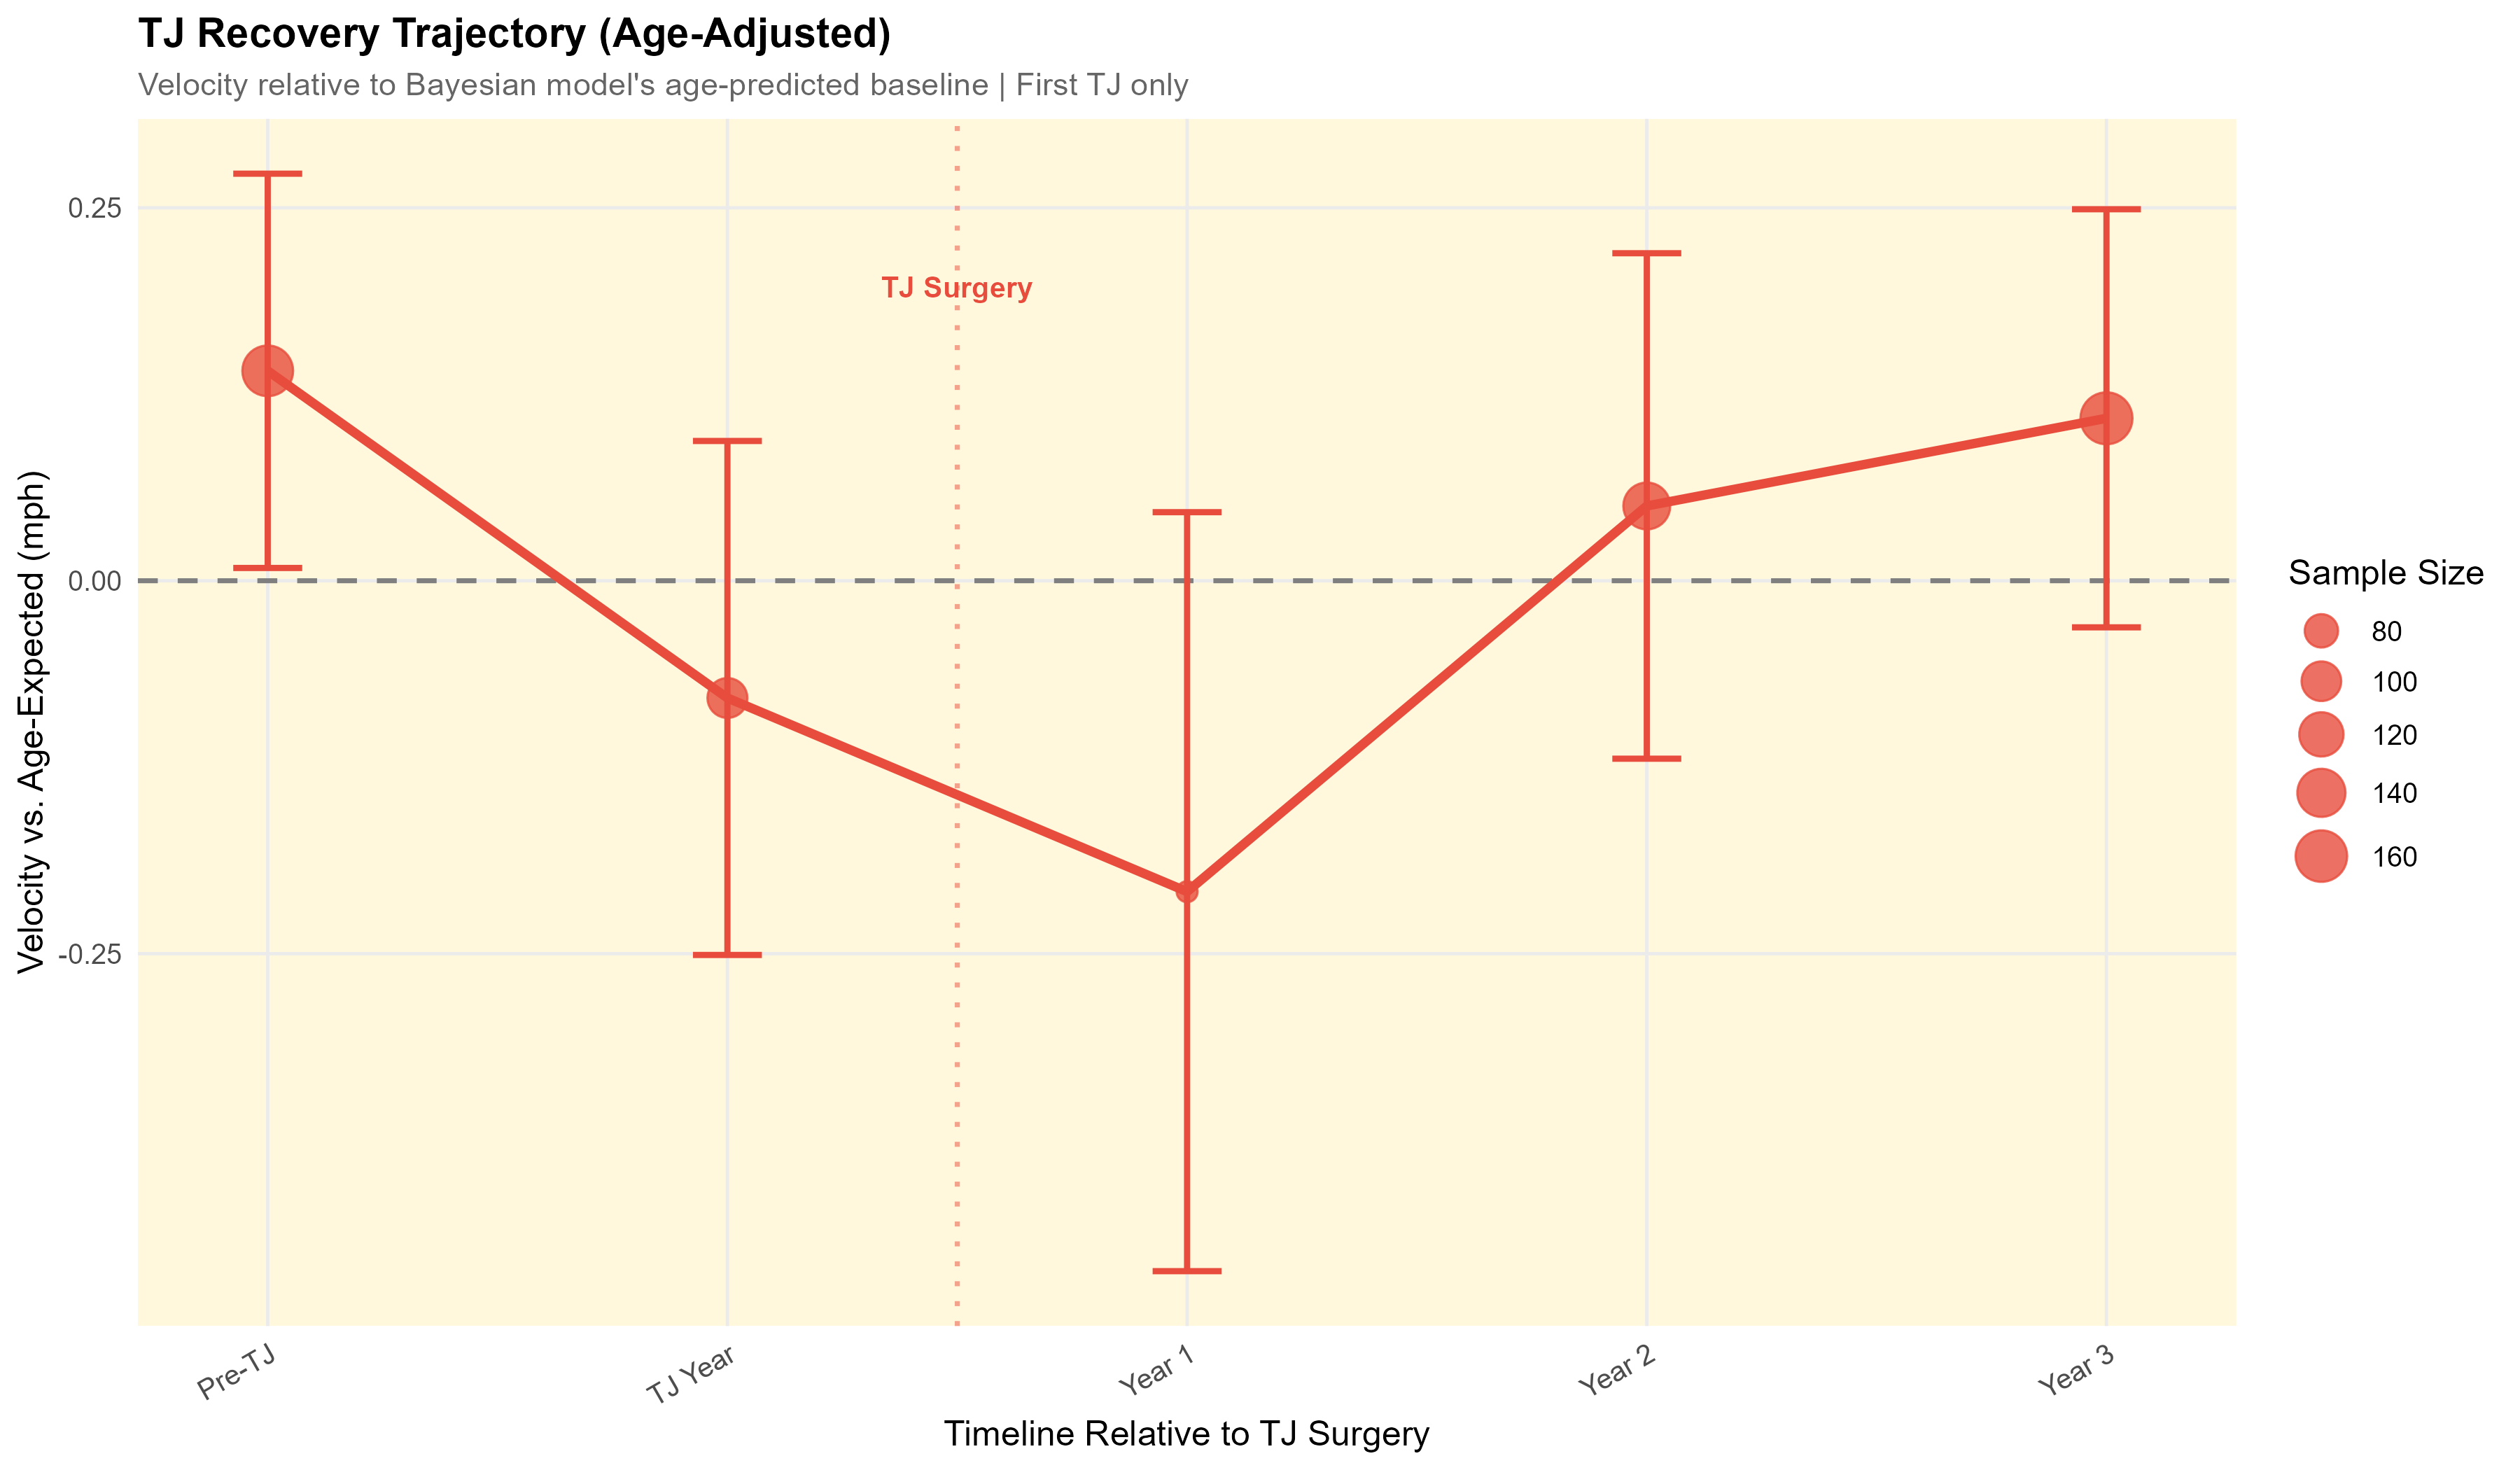 TJ Recovery Trajectory (Age-Adjusted)
Velocity relative to Bayesian model's age-predicted baseline | First TJ only
Velocity vs. Age-Expected (mph)
0.25
0.00
-0.25
TJ Surgery
Pre-TJ
TJ Year
Year 1
Year 2
Year 3
Timeline Relative to TJ Surgery
Sample Size
80
100
120
140
160